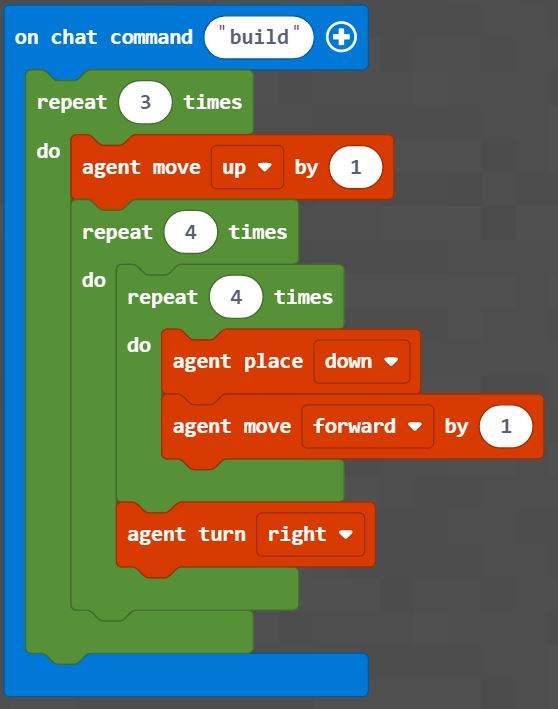 on chat command "build"
repeat 3 times
do
agent move up by 1
repeat 4 times
do
repeat 4 times
do
agent place down
agent move forward by 1
agent turn right